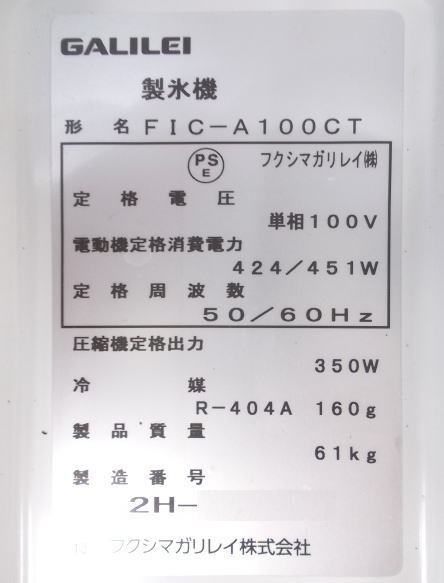 GALILEI
製氷機
形名 FIC-A100CT
PS E フクシマガリレイ㈱
定格電圧
単相100V
電動機定格消費電力
424/451W
定格周波数
50/60Hz
圧縮機定格出力
350W
冷媒
R-404A 160g
製品質量
61kg
製造番号
2H-
フクシマガリレイ株式会社